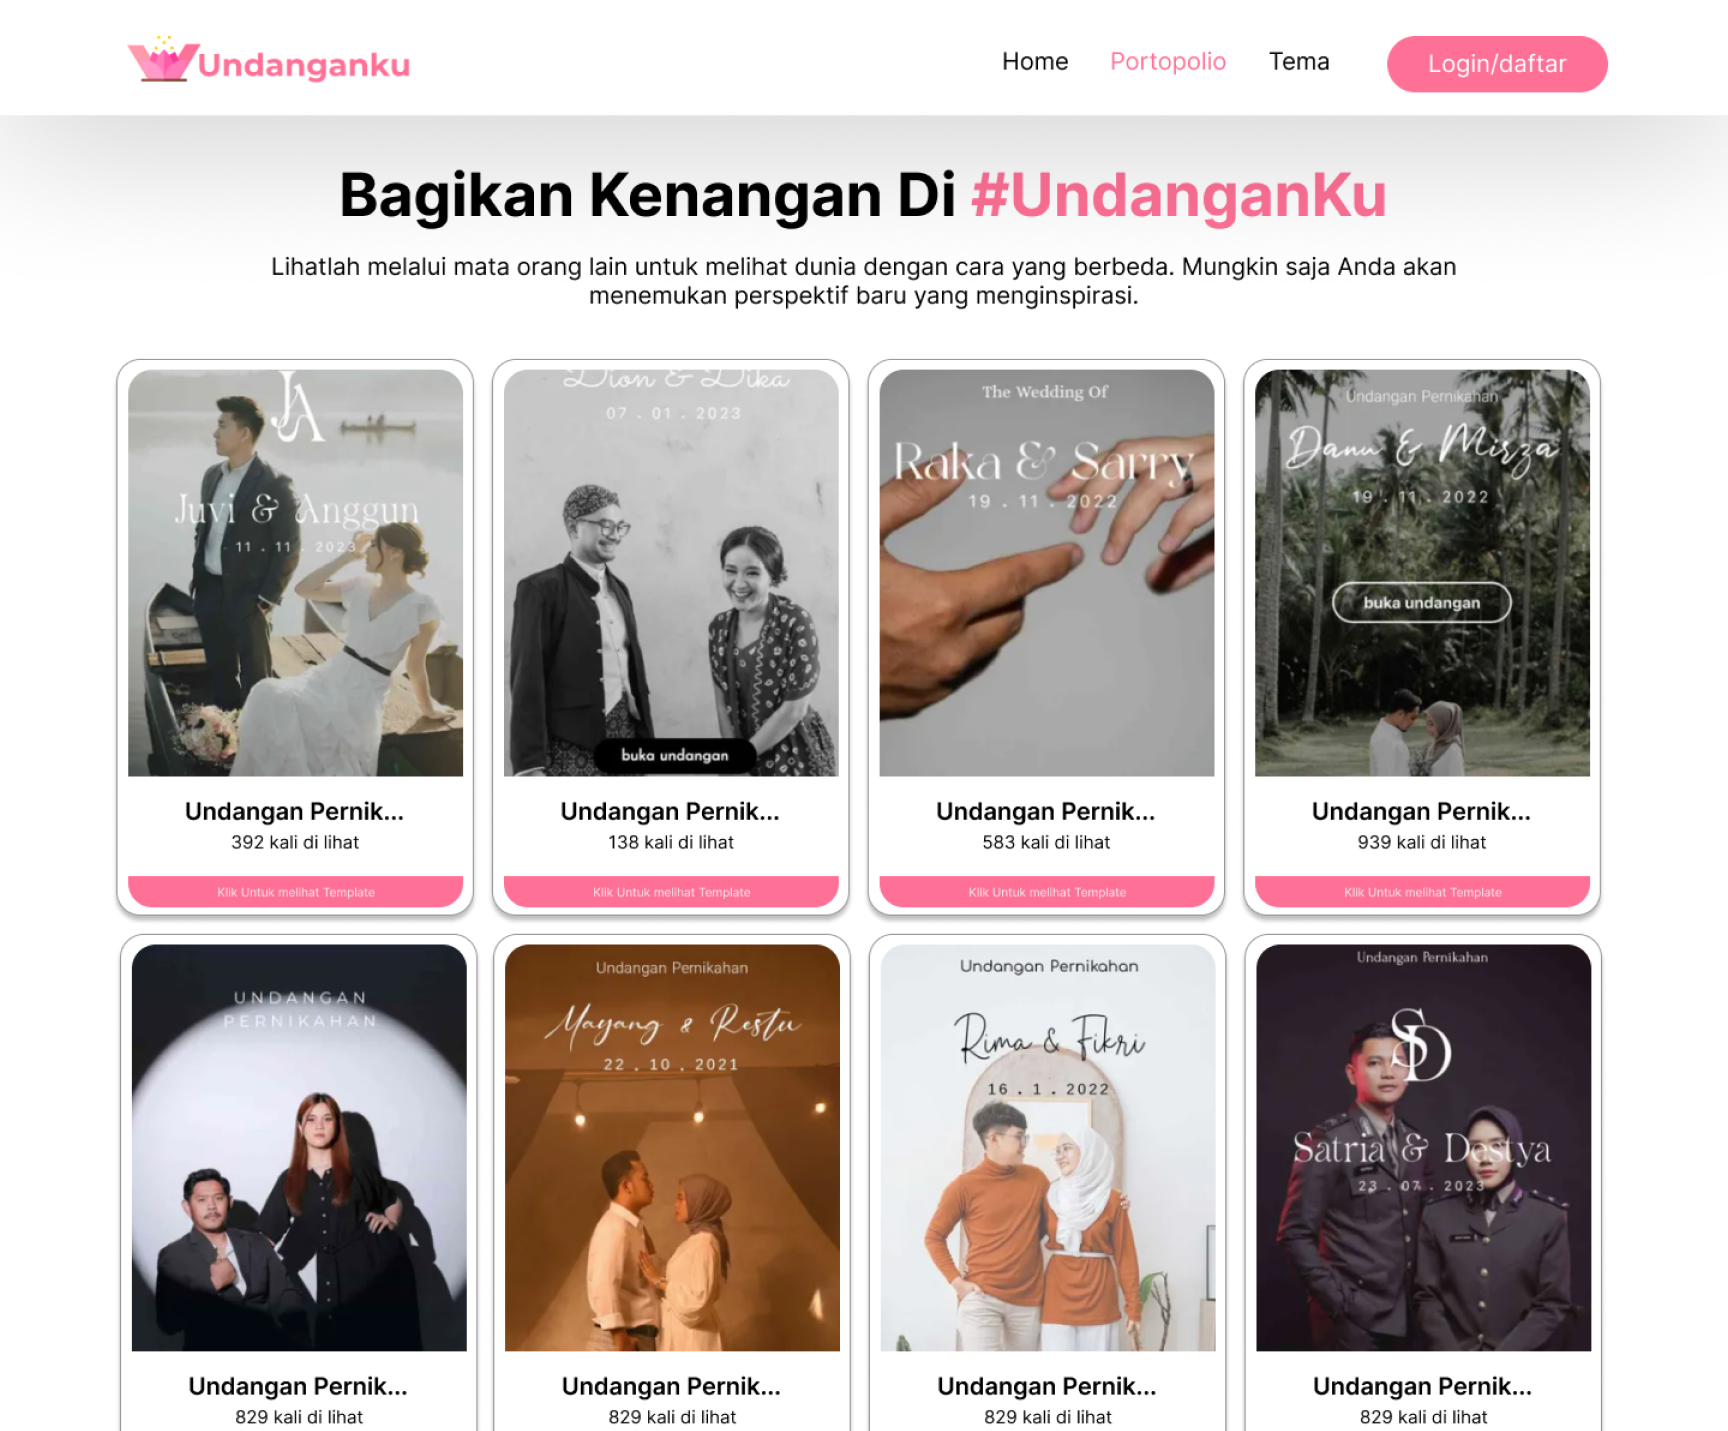 Undanganku
Home Portopolio Tema Login/daftar
Bagikan Kenangan Di #UndanganKu
Lihatlah melalui mata orang lain untuk melihat dunia dengan cara yang berbeda. Mungkin saja Anda akan
menemukan perspektif baru yang menginspirasi.
JA
Juvi & Anggun
11 . 11 . 2023
Undangan Pernik...
392 kali di lihat
Klik Untuk melihat Template
Dion & Dika
07 . 01 . 2023
buka undangan
Undangan Pernik...
138 kali di lihat
Klik Untuk melihat Template
The Wedding Of
Raka & Sarry
19 . 11 . 2022
Undangan Pernik...
583 kali di lihat
Klik Untuk melihat Template
Undangan Pernikahan
Danu & Mirza
19 . 11 . 2022
buka undangan
Undangan Pernik...
939 kali di lihat
Klik Untuk melihat Template
UNDANGAN
PERNIKAHAN
Undangan Pernik...
829 kali di lihat
Undangan Pernikahan
Mayang & Restu
22 . 10 . 2021
Undangan Pernik...
829 kali di lihat
Undangan Pernikahan
Rima & Fikri
16 . 1 . 2022
Undangan Pernik...
829 kali di lihat
Undangan Pernikahan
SD
Satria & Destya
23 . 07 . 2023
Undangan Pernik...
829 kali di lihat